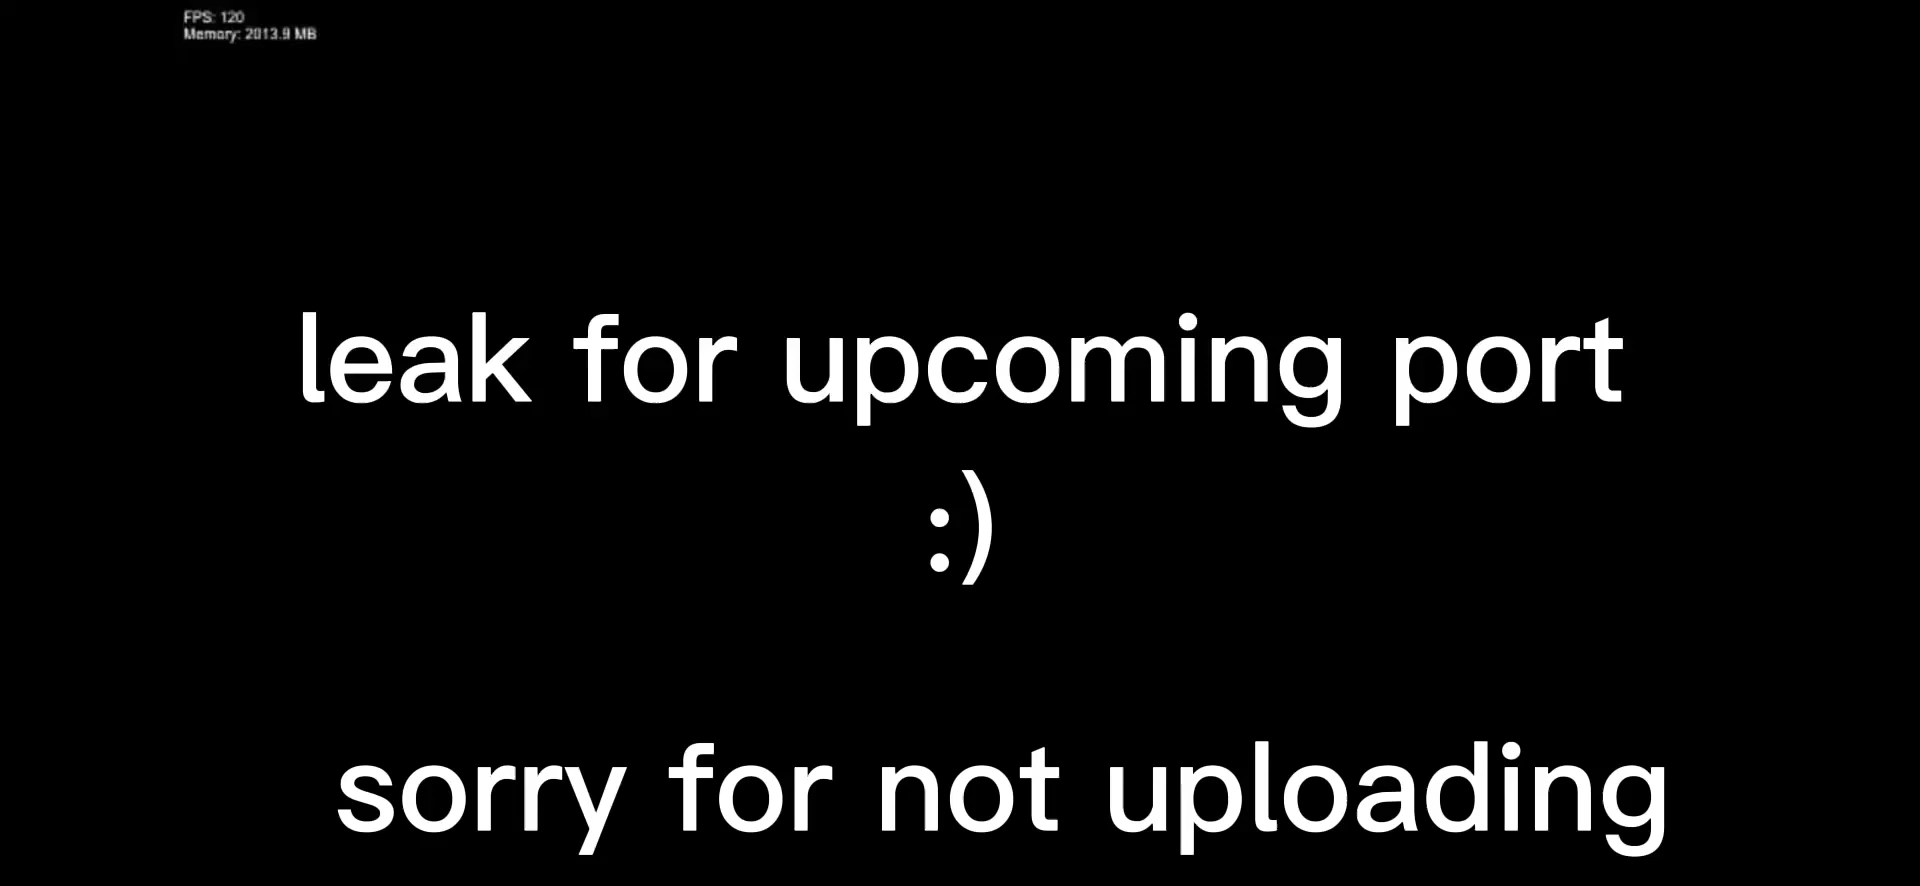 FPS: 120
Memory: 2013.9 MB
leak for upcoming port
:)
sorry for not uploading